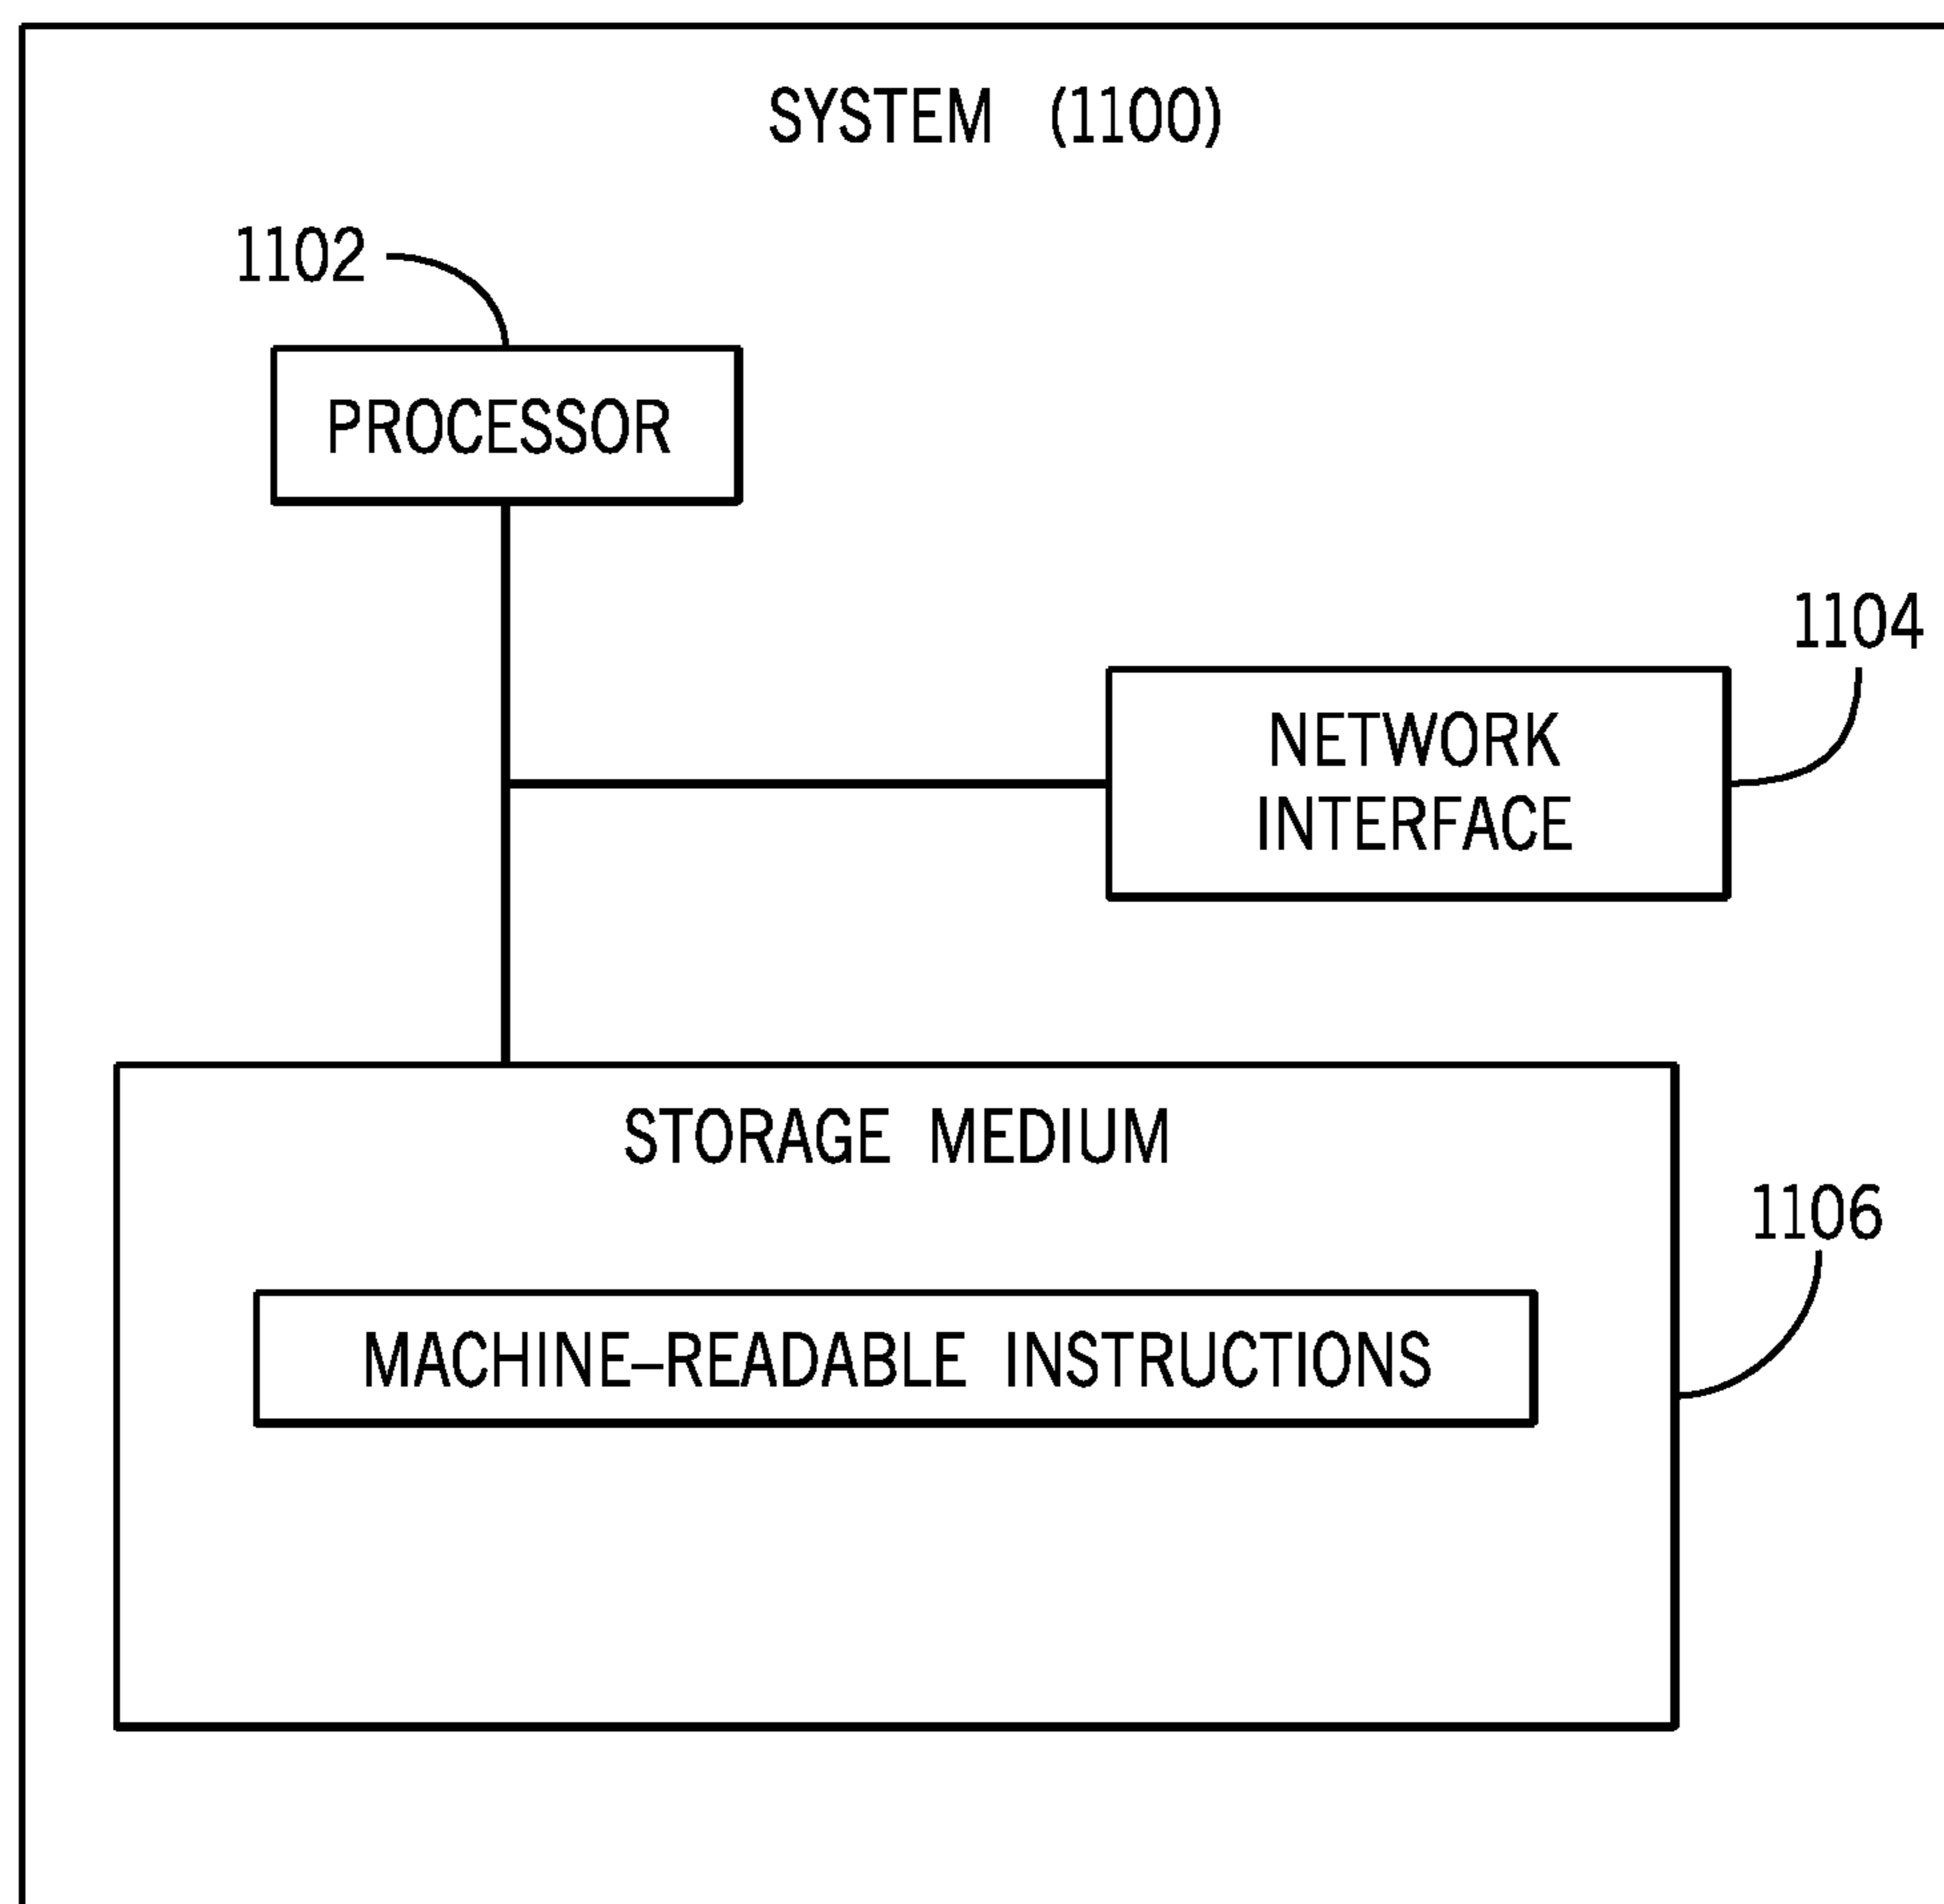 SYSTEM (1100)
1102
PROCESSOR
1104
NETWORK
INTERFACE
STORAGE MEDIUM
1106
MACHINE-READABLE INSTRUCTIONS